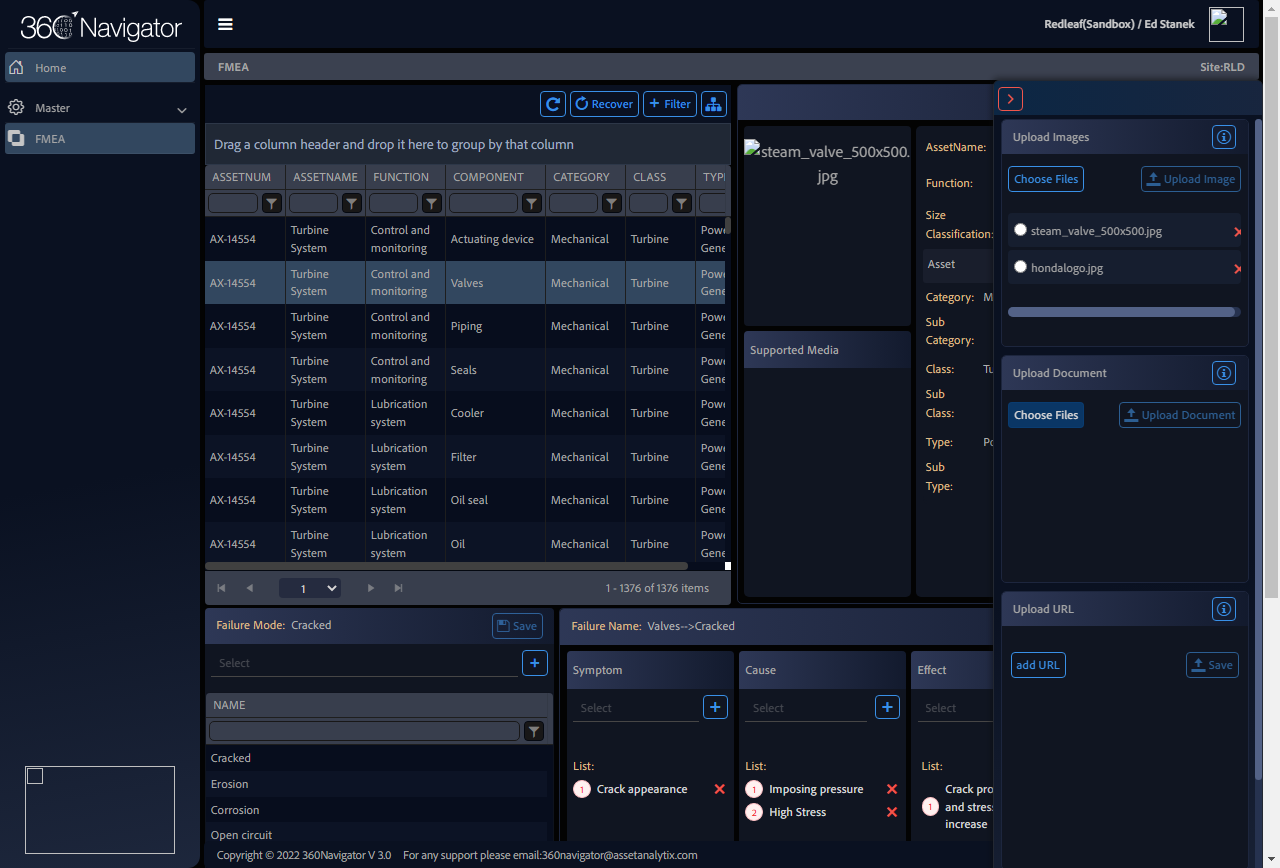 360 Navigator
Redleaf(Sandbox) / Ed Stanek
Home
Master
FMEA
FMEA
Site:RLD
Recover
+ Filter
Drag a column header and drop it here to group by that column
ASSETNUM ASSETNAME FUNCTION COMPONENT CATEGORY CLASS TYPE
AX-14554 Turbine System Control and monitoring Actuating device Mechanical Turbine Powe Gene
AX-14554 Turbine System Control and monitoring Valves Mechanical Turbine Powe Gene
AX-14554 Turbine System Control and monitoring Piping Mechanical Turbine Powe Gene
AX-14554 Turbine System Control and monitoring Seals Mechanical Turbine Powe Gene
AX-14554 Turbine System Lubrication system Cooler Mechanical Turbine Powe Gene
AX-14554 Turbine System Lubrication system Filter Mechanical Turbine Powe Gene
AX-14554 Turbine System Lubrication system Oil seal Mechanical Turbine Powe Gene
AX-14554 Turbine System Lubrication system Oil Mechanical Turbine Powe Gene
1
1 - 1376 of 1376 items
steam_valve_500x500.
jpg
Supported Media
AssetName:
Function:
Size
Classification:
Asset
Category: M
Sub
Category:
Class: Tu
Sub
Class:
Type: Po
Sub
Type:
Upload Images
Choose Files
Upload Image
steam_valve_500x500.jpg
hondalogo.jpg
Upload Document
Choose Files
Upload Document
Upload URL
add URL
Save
Failure Mode: Cracked
Save
Select
NAME
Cracked
Erosion
Corrosion
Open circuit
Failure Name: Valves-->Cracked
Symptom
Select
List:
1 Crack appearance
Cause
Select
List:
1 Imposing pressure
2 High Stress
Effect
Select
List:
1 Crack pro
and stress
increase
Copyright © 2022 360Navigator V 3.0 For any support please email:360navigator@assetanalytix.com